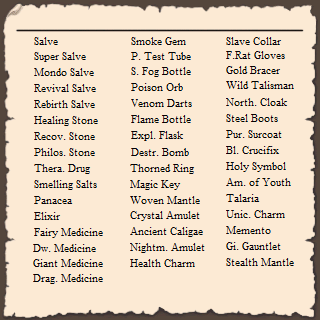 Salve
Super Salve
Mondo Salve
Revival Salve
Rebirth Salve
Healing Stone
Recov. Stone
Philos. Stone
Thera. Drug
Smelling Salts
Panacea
Elixir
Fairy Medicine
Dw. Medicine
Giant Medicine
Drag. Medicine
Smoke Gem
P. Test Tube
S. Fog Bottle
Poison Orb
Venom Darts
Flame Bottle
Expl. Flask
Destr. Bomb
Thorned Ring
Magic Key
Woven Mantle
Crystal Amulet
Ancient Caligae
Nightm. Amulet
Health Charm
Slave Collar
F.Rat Gloves
Gold Bracer
Wild Talisman
North. Cloak
Steel Boots
Pur. Surcoat
Bl. Crucifix
Holy Symbol
Am. of Youth
Talaria
Unic. Charm
Memento
Gi. Gauntlet
Stealth Mantle